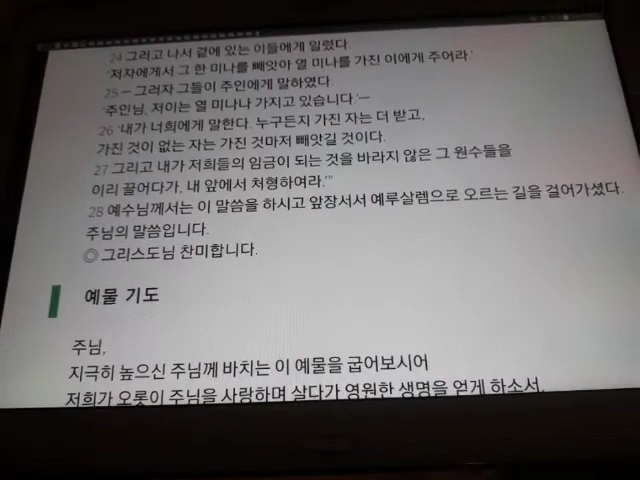 24 그러고 나서 곁에 있는 이들에게 일렀다.
‘저자에게서 그 한 미나를 빼앗아 열 미나를 가진 이에게 주어라.’
25 ─ 그러자 그들이 주인에게 말하였다.
‘주인님, 저이는 열 미나나 가지고 있습니다.’─
26 ‘내가 너희에게 말한다. 누구든지 가진 자는 더 받고,
가진 것이 없는 자는 가진 것마저 빼앗길 것이다.
27 그리고 내가 저희들의 임금이 되는 것을 바라지 않은 그 원수들을
이리 끌어다가, 내 앞에서 처형하여라.’”
28 예수님께서는 이 말씀을 하시고 앞장서서 예루살렘으로 오르는 길을 걸어가셨다.
주님의 말씀입니다.
◎ 그리스도님 찬미합니다.
예물 기도
주님,
지극히 높으신 주님께 바치는 이 예물을 굽어보시어
저희가 오롯이 주님을 사랑하며 살다가 영원한 생명을 얻게 하소서.